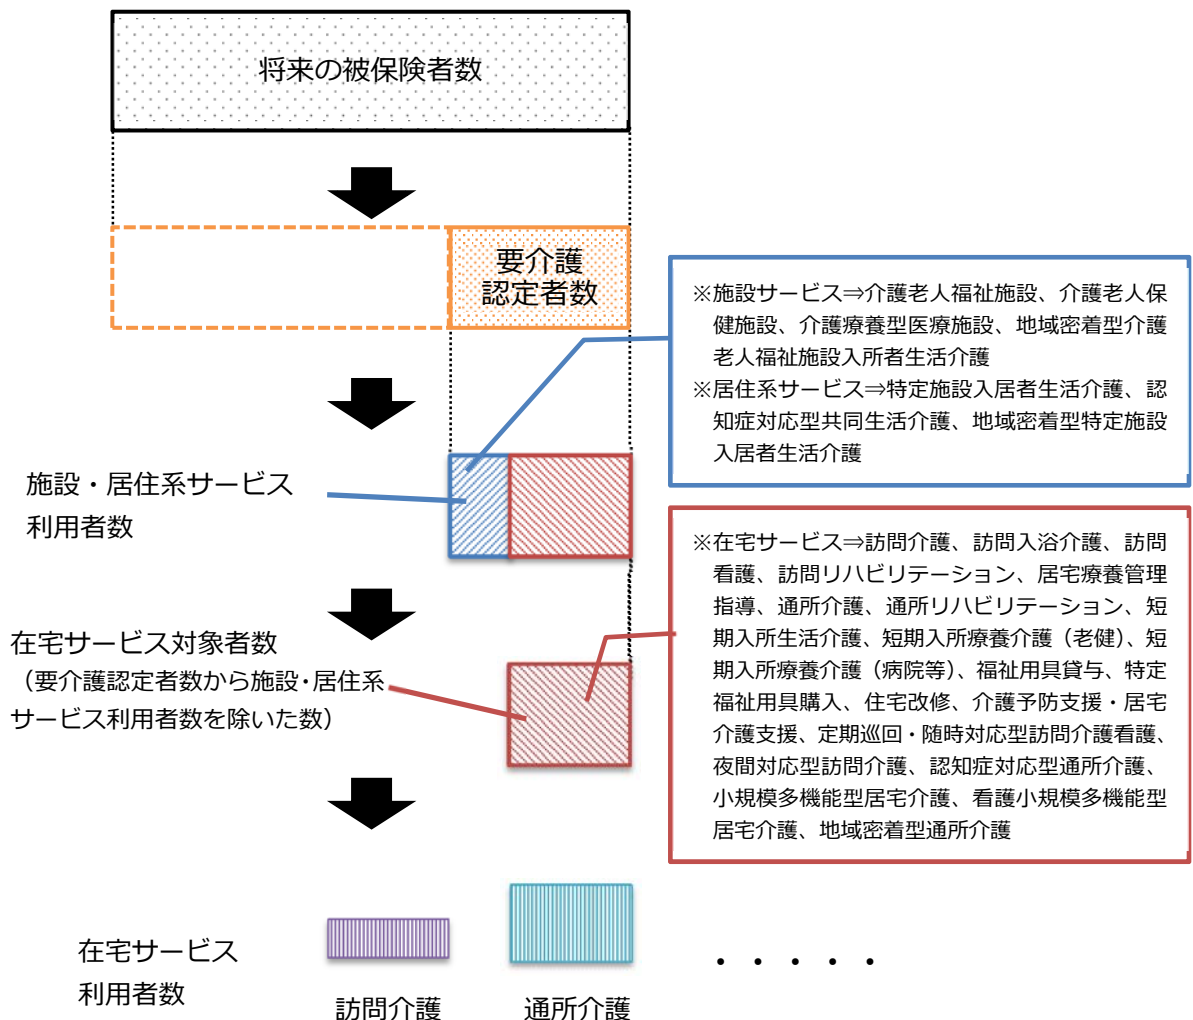 将来の被保険者数
要介護
認定者数
※施設サービス⇒介護老人福祉施設、介護老人保
健施設、介護療養型医療施設、地域密着型介護
老人福祉施設入所者生活介護
※居住系サービス⇒特定施設入居者生活介護、認
知症対応型共同生活介護、地域密着型特定施設
入居者生活介護
施設・居住系サービス
利用者数
※在宅サービス⇒訪問介護、訪問入浴介護、訪問
看護、訪問リハビリテーション、居宅療養管理
指導、通所介護、通所リハビリテーション、短
期入所生活介護、短期入所療養介護（老健）、短
期入所療養介護（病院等）、福祉用具貸与、特定
福祉用具購入、住宅改修、介護予防支援・居宅
介護支援、定期巡回・随時対応型訪問介護看護、
夜間対応型訪問介護、認知症対応型通所介護、
小規模多機能型居宅介護、看護小規模多機能型
居宅介護、地域密着型通所介護
在宅サービス対象者数
（要介護認定者数から施設・居住系
サービス利用者数を除いた数）
在宅サービス
利用者数
訪問介護
通所介護
・・・・・